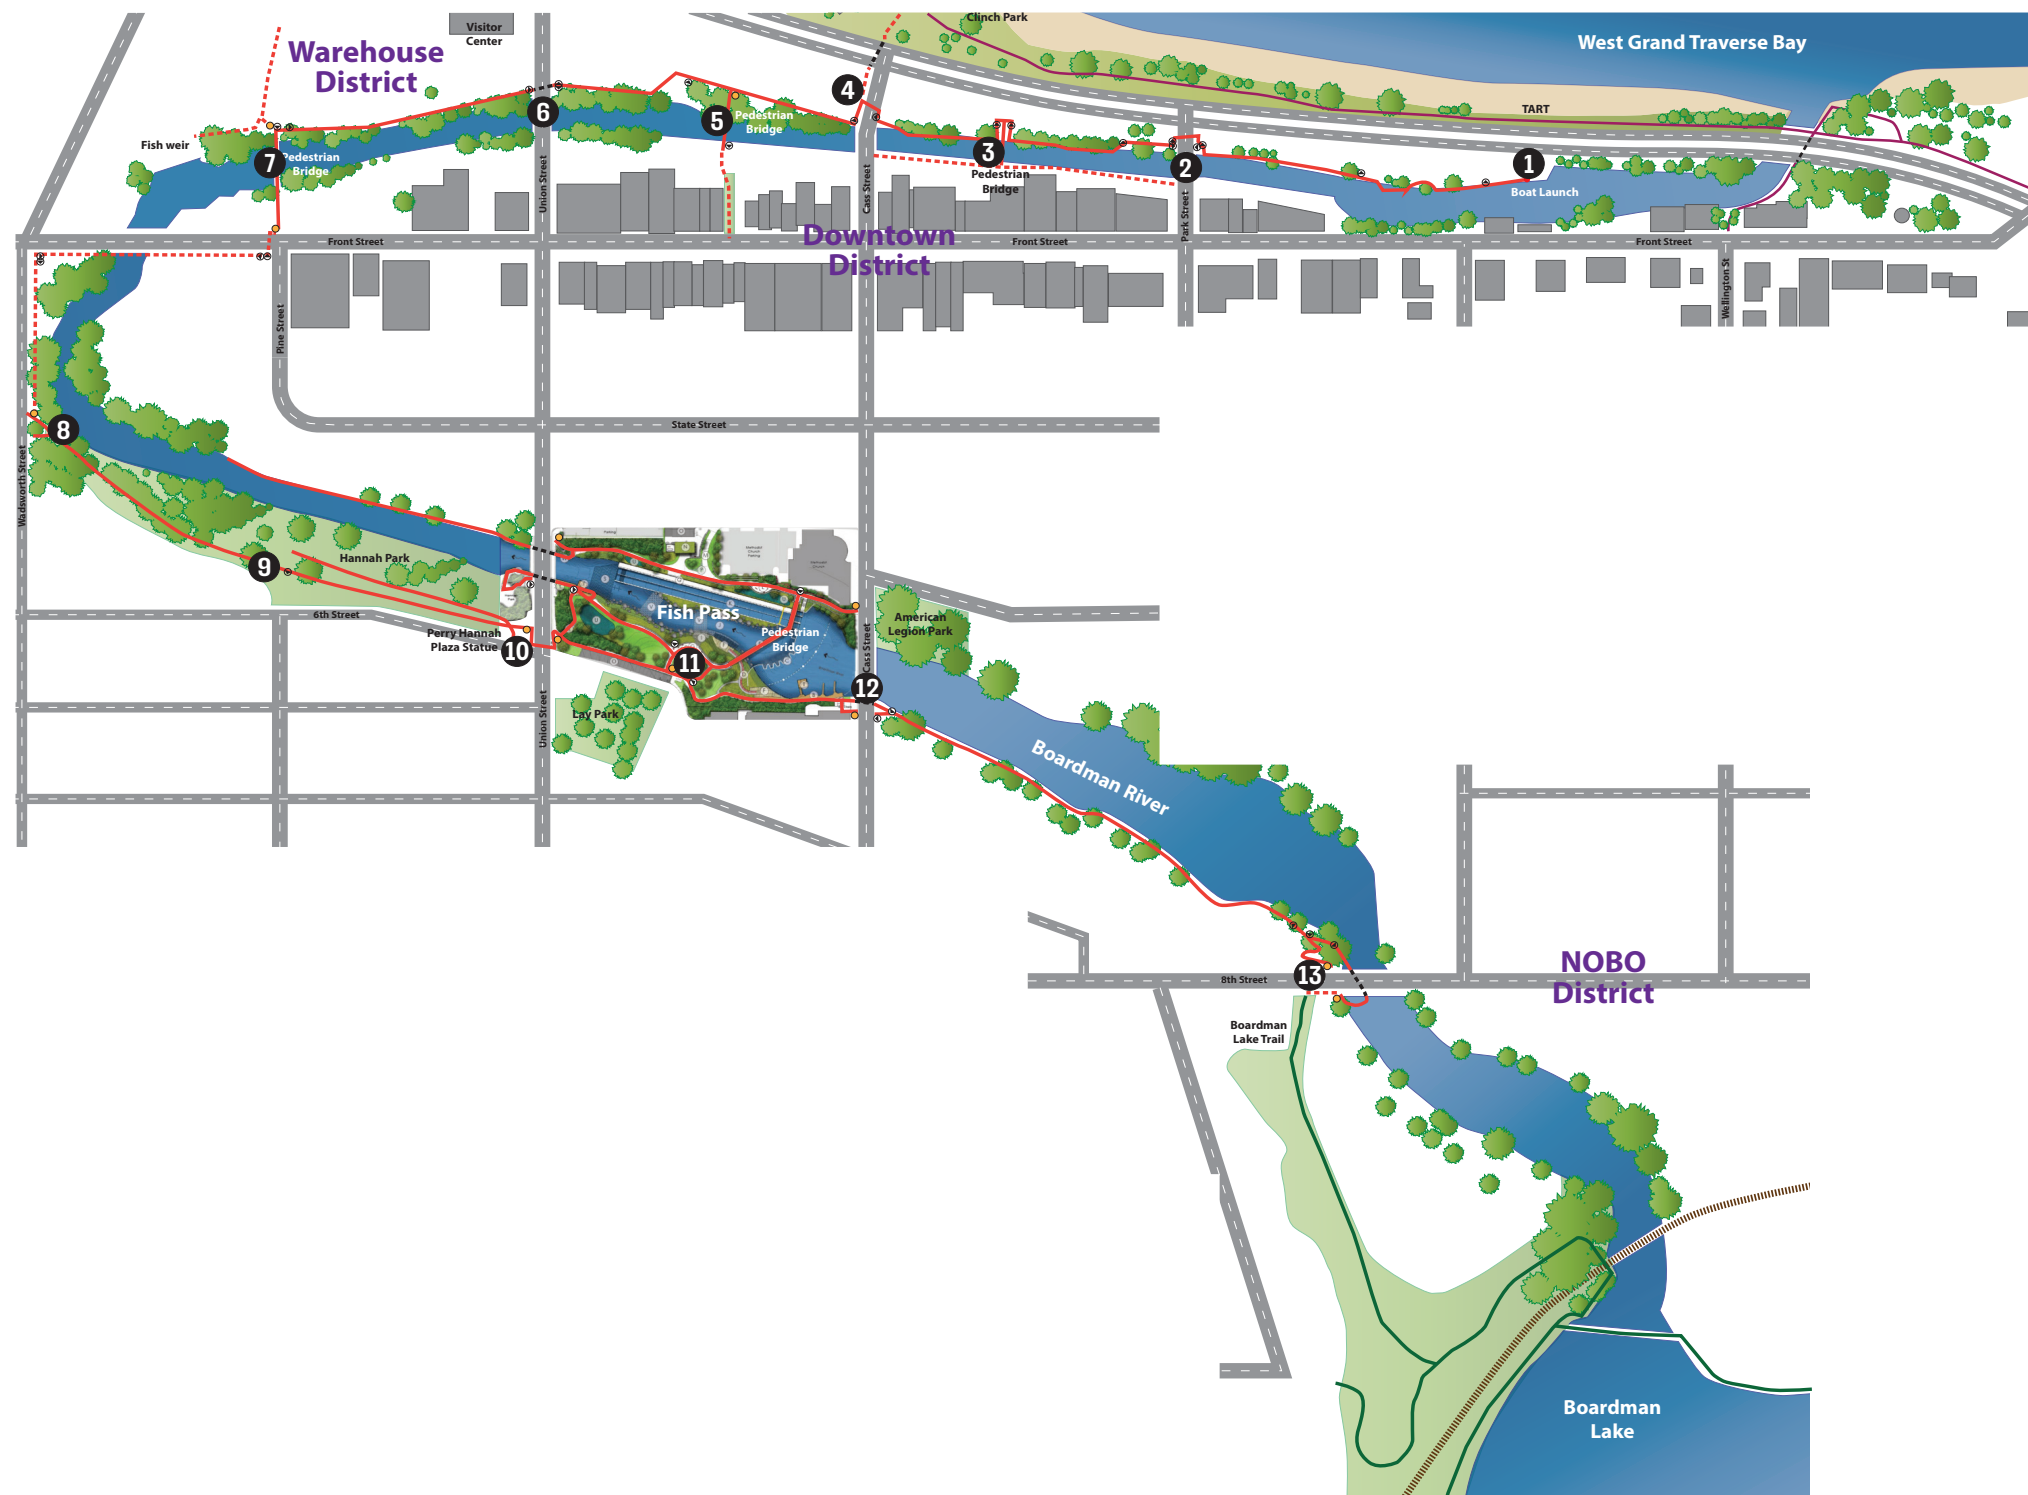 Clinch Park
Visitor
Center
Warehouse
District
West Grand Traverse Bay
TART
4
6
5
Pedestrian
Bridge
Fish weir
7
Pedestrian
Bridge
3
Pedestrian
Bridge
2
1
Boat Launch
Union Street
Cass Street
Park Street
Front Street
Downtown
District
Front Street
Front Street
Pine Street
Wellington St
State Street
8
Wadsworth Street
9
Hannah Park
6th Street
Perry Hannah
Plaza Statue
10
Fish Pass
Pedestrian
Bridge
11
American
Legion Park
Cass Street
12
Union Street
Lay Park
Boardman River
NOBO
District
13
8th Street
Boardman
Lake Trail
Boardman
Lake